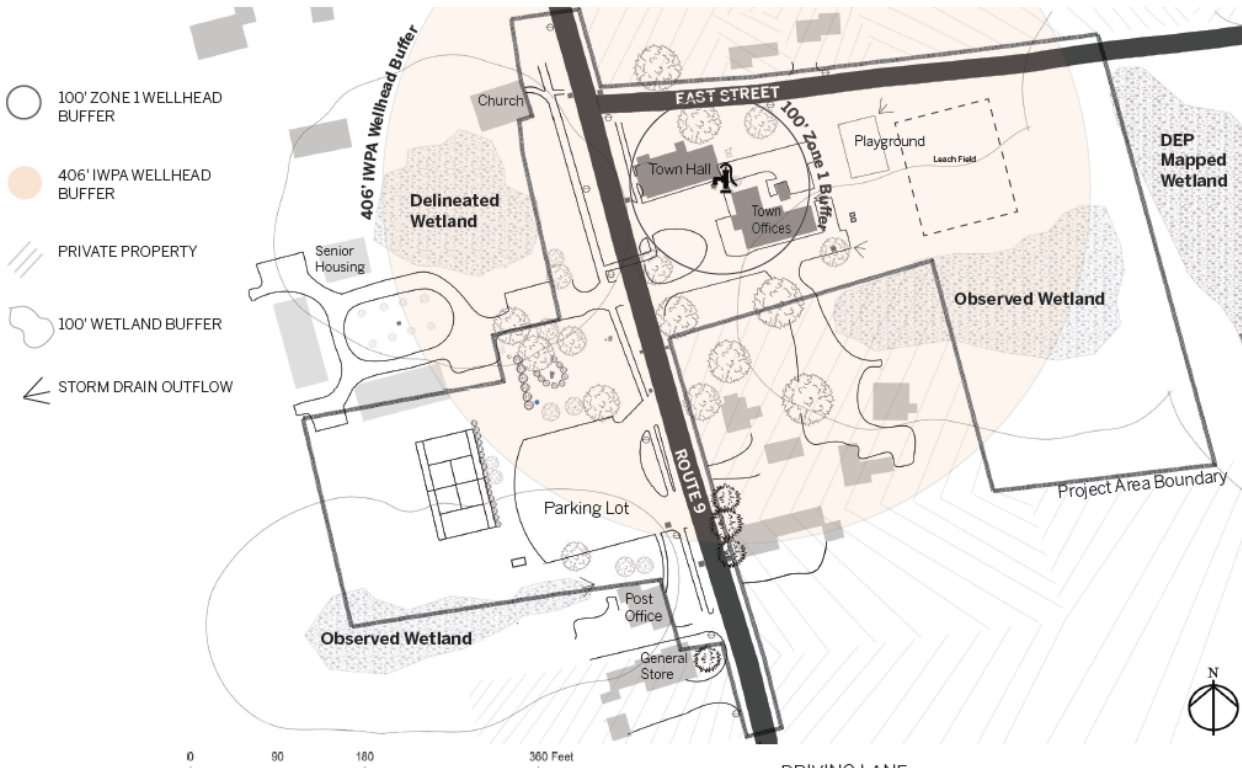 100' ZONE 1 WELLHEAD
BUFFER
406' IWPA WELLHEAD
BUFFER
PRIVATE PROPERTY
100' WETLAND BUFFER
STORM DRAIN OUTFLOW
406' IWPA Wellhead Buffer
Church
EAST STREET
100' Zone 1 Buffer
Playground
Leach Field
DEP
Mapped
Wetland
Town Hall
Delineated
Wetland
Town
Offices
Senior
Housing
Observed Wetland
ROUTE 9
Project Area Boundary
Parking Lot
Post
Office
Observed Wetland
General
Store
N
0 90 180 360 Feet
DRIVING LANE